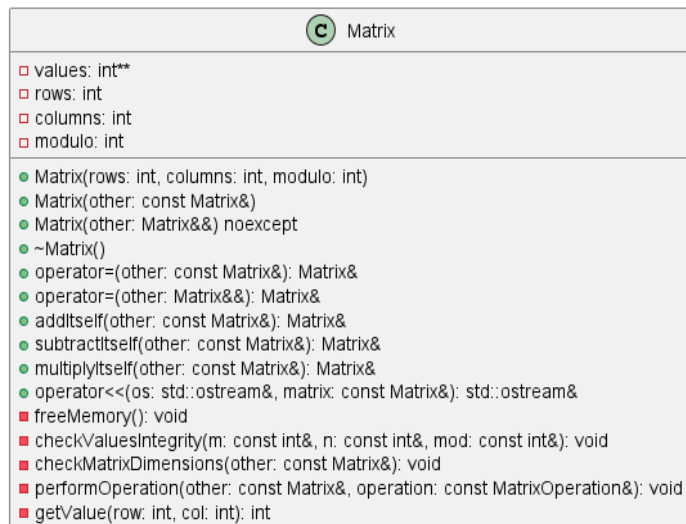 C Matrix
values: int**
rows: int
columns: int
modulo: int
Matrix(rows: int, columns: int, modulo: int)
Matrix(other: const Matrix&)
Matrix(other: Matrix&&) noexcept
~Matrix()
operator=(other: const Matrix&): Matrix&
operator=(other: Matrix&&): Matrix&
addItself(other: const Matrix&): Matrix&
subtractItself(other: const Matrix&): Matrix&
multiplyItself(other: const Matrix&): Matrix&
operator<<(os: std::ostream&, matrix: const Matrix&): std::ostream&
freeMemory(): void
checkValuesIntegrity(m: const int&, n: const int&, mod: const int&): void
checkMatrixDimensions(other: const Matrix&): void
performOperation(other: const Matrix&, operation: const MatrixOperation&): void
getValue(row: int, col: int): int